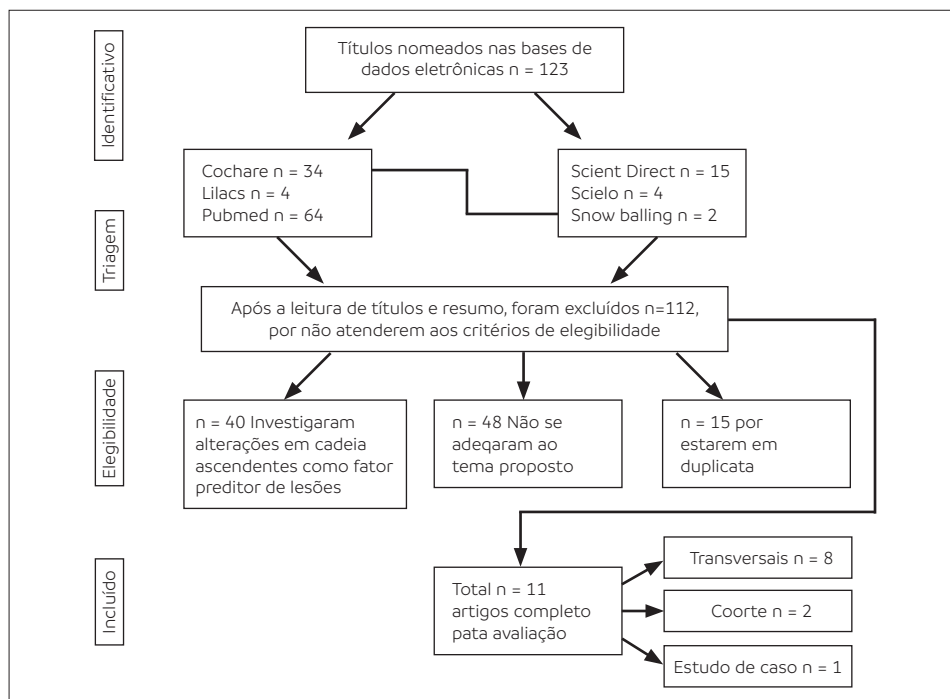 Identificativo
Títulos nomeados nas bases de
dados eletrônicas n = 123
Cochare n = 34
Lilacs n = 4
Pubmed n = 64
Scient Direct n = 15
Scielo n = 4
Snow balling n = 2
Triagem
Após a leitura de títulos e resumo, foram excluídos n=112,
por não atenderem aos critérios de elegibilidade
Elegibilidade
n = 40 Investigaram
alterações em cadeia
ascendentes como fator
preditor de lesões
n = 48 Não se
adeqaram ao
tema proposto
n = 15 por
estarem em
duplicata
Incluído
Total n = 11
artigos completo
pata avaliação
Transversais n = 8
Coorte n = 2
Estudo de caso n = 1